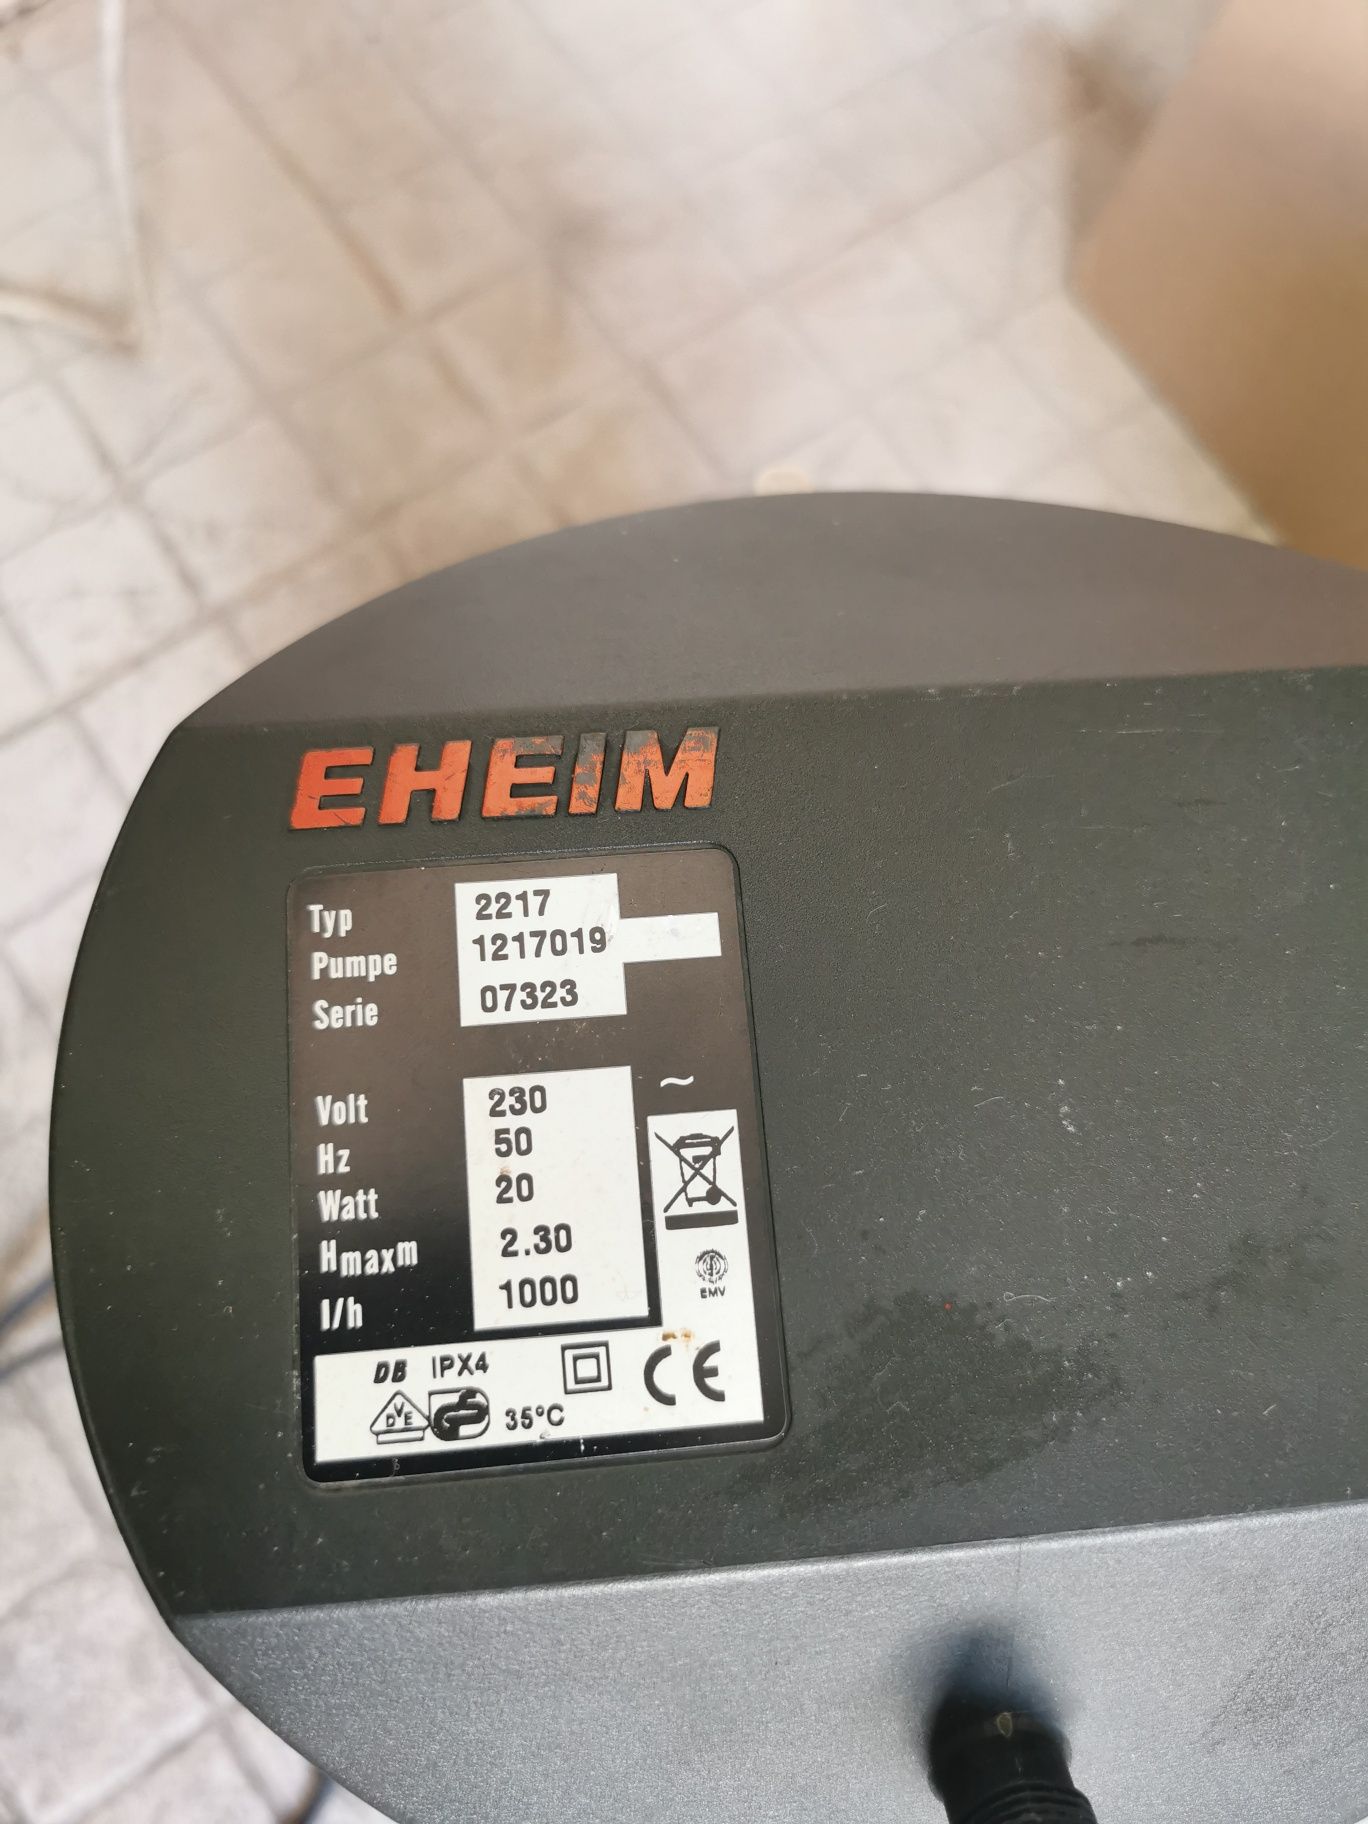 EHEIM
Typ 2217
Pumpe 1217019
Serie 07323
Volt 230 ~
Hz 50
Watt 20
Hmaxm 2.30
l/h 1000
EMV
DB IPX4 CE
DVE 35°C